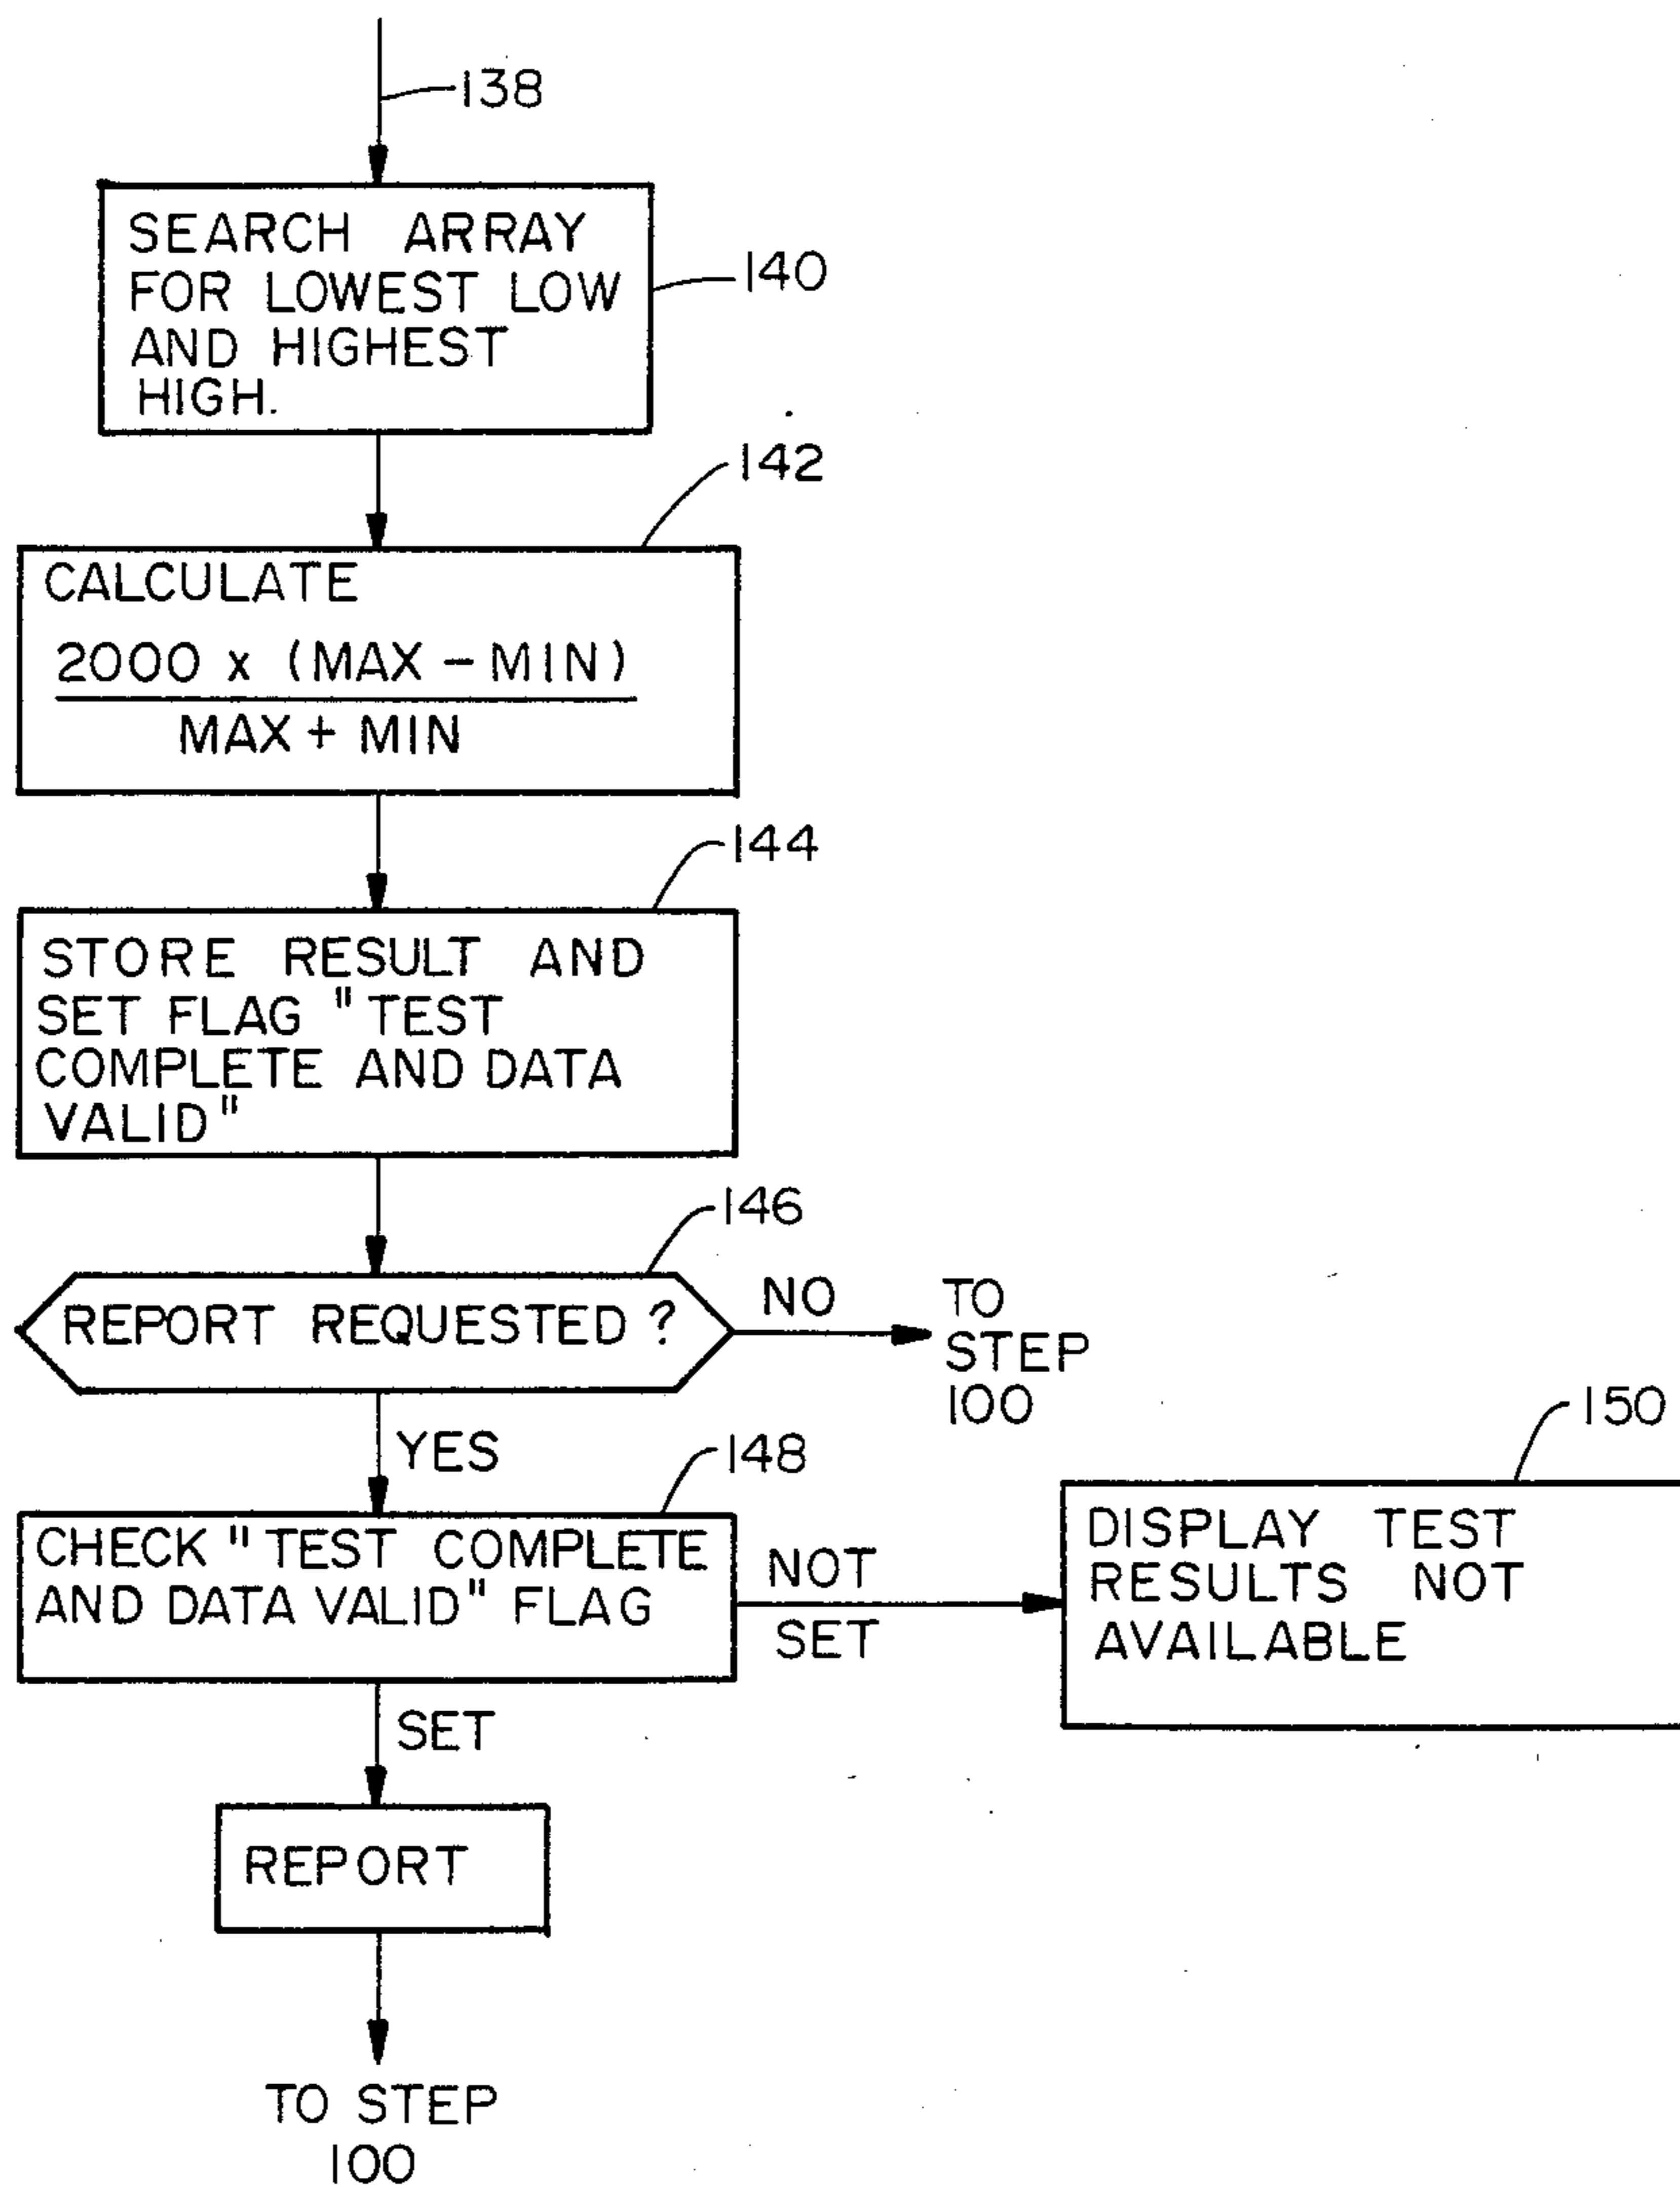 138
SEARCH ARRAY
FOR LOWEST LOW
AND HIGHEST
HIGH.
140
142
CALCULATE
2000 x (MAX - MIN)
MAX + MIN
144
STORE RESULT AND
SET FLAG "TEST
COMPLETE AND DATA
VALID"
146
REPORT REQUESTED ?
NO
TO
STEP
100
YES
148
150
CHECK "TEST COMPLETE
AND DATA VALID" FLAG
NOT
SET
DISPLAY TEST
RESULTS NOT
AVAILABLE
SET
REPORT
TO STEP
100